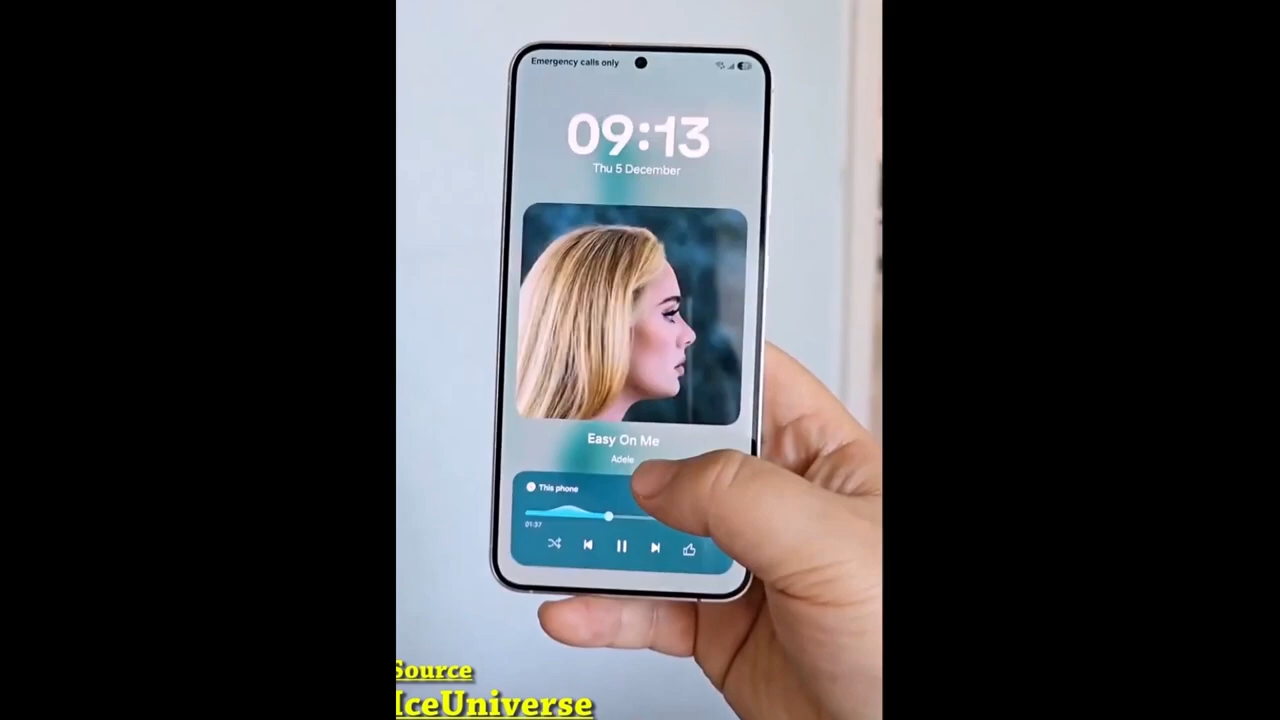 Emergency calls only
09:13
Thu 5 December
Easy On Me
Adele
This phone
01:37
Source
IceUniverse